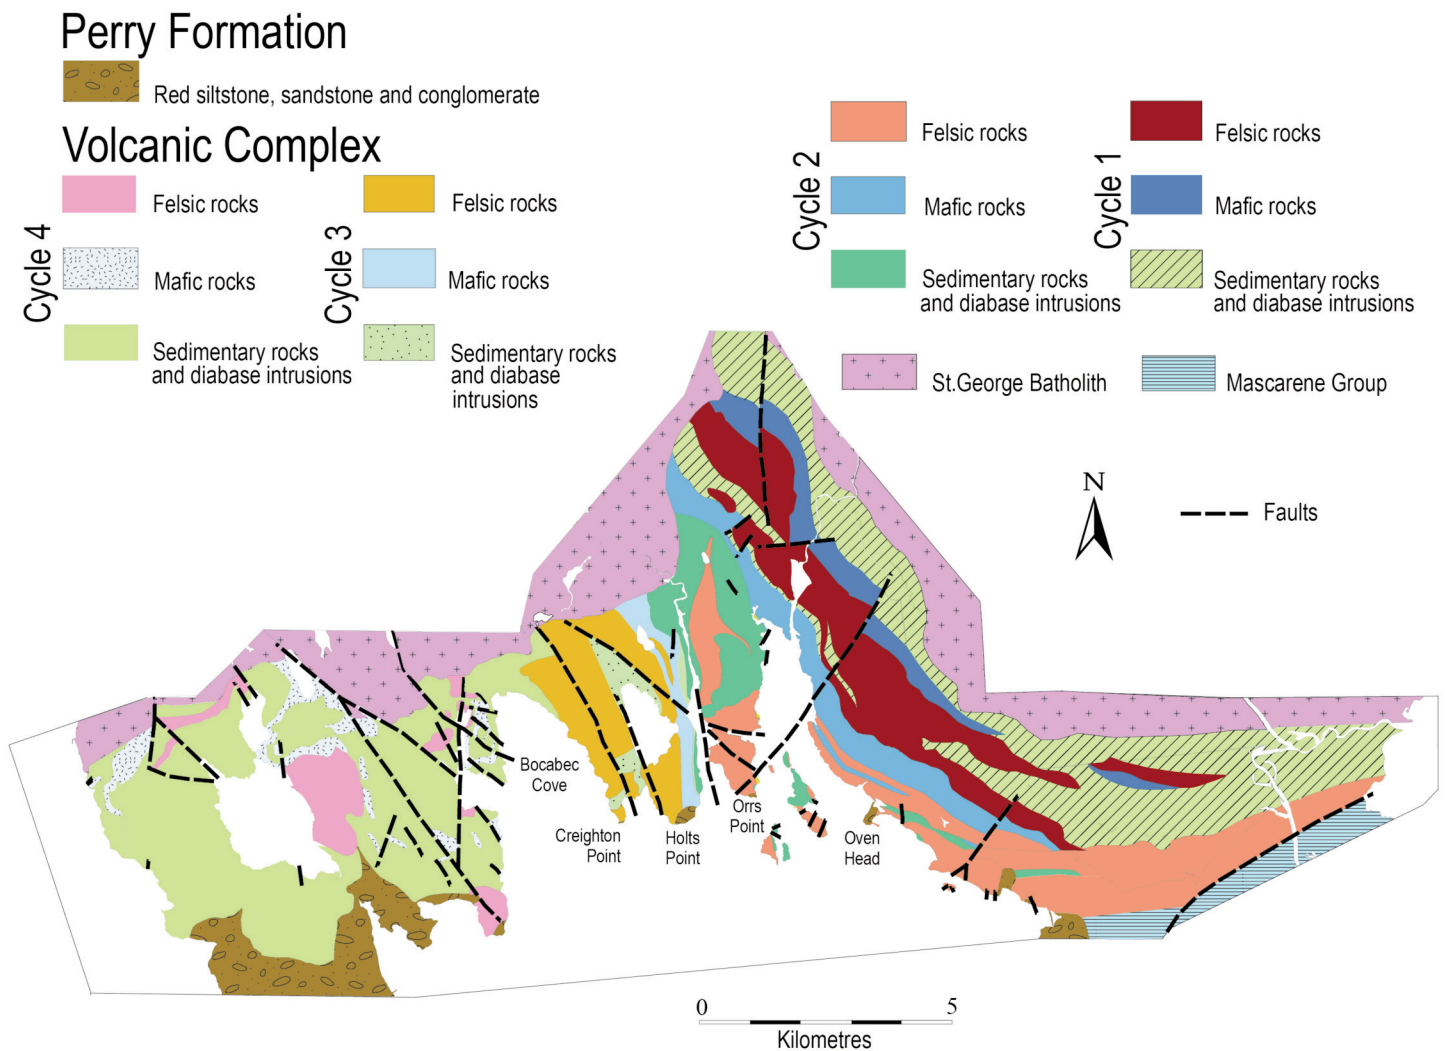 Perry Formation
Red siltstone, sandstone and conglomerate
Volcanic Complex
Cycle 4
Felsic rocks
Mafic rocks
Sedimentary rocks
and diabase intrusions
Cycle 3
Felsic rocks
Mafic rocks
Sedimentary rocks
and diabase
intrusions
Cycle 2
Felsic rocks
Mafic rocks
Sedimentary rocks
and diabase intrusions
Cycle 1
Felsic rocks
Mafic rocks
Sedimentary rocks
and diabase intrusions
St.George Batholith
Mascarene Group
N
Faults
Bocabec
Cove
Creighton
Point
Holts
Point
Orrs
Point
Oven
Head
0 5
Kilometres